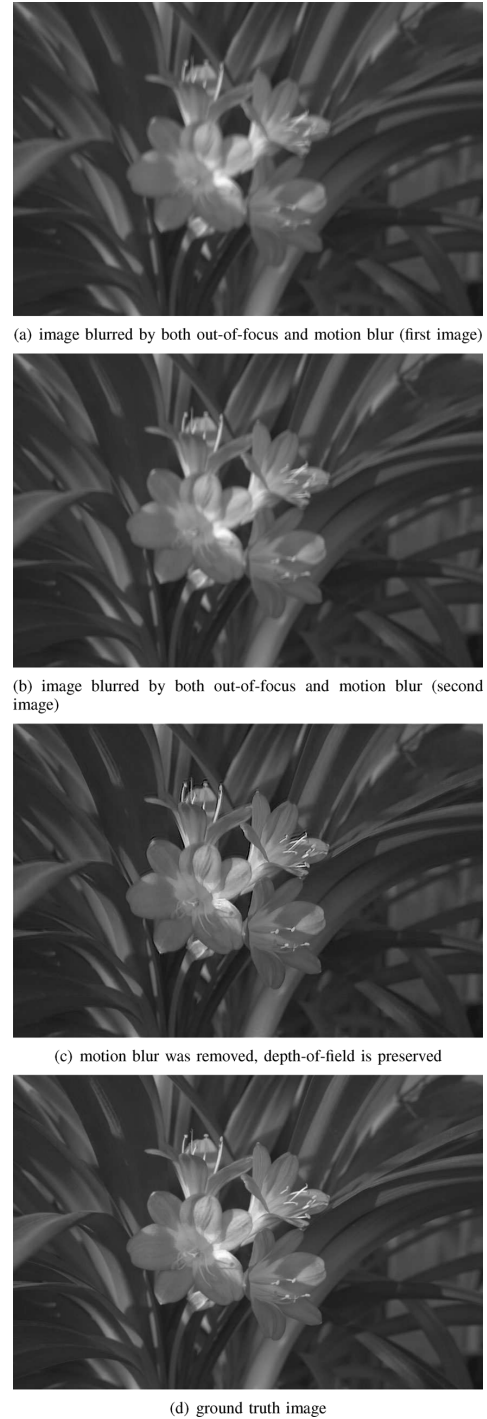 (a) image blurred by both out-of-focus and motion blur (first image)
(b) image blurred by both out-of-focus and motion blur (second
image)
(c) motion blur was removed, depth-of-field is preserved
(d) ground truth image